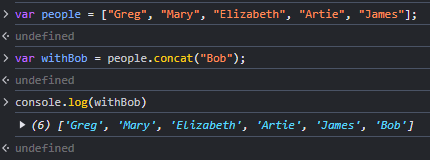 > var people = ["Greg", "Mary", "Elizabeth", "Artie", "James"];
< undefined
> var withBob = people.concat("Bob");
< undefined
> console.log(withBob)
▶ (6) ['Greg', 'Mary', 'Elizabeth', 'Artie', 'James', 'Bob']
< undefined